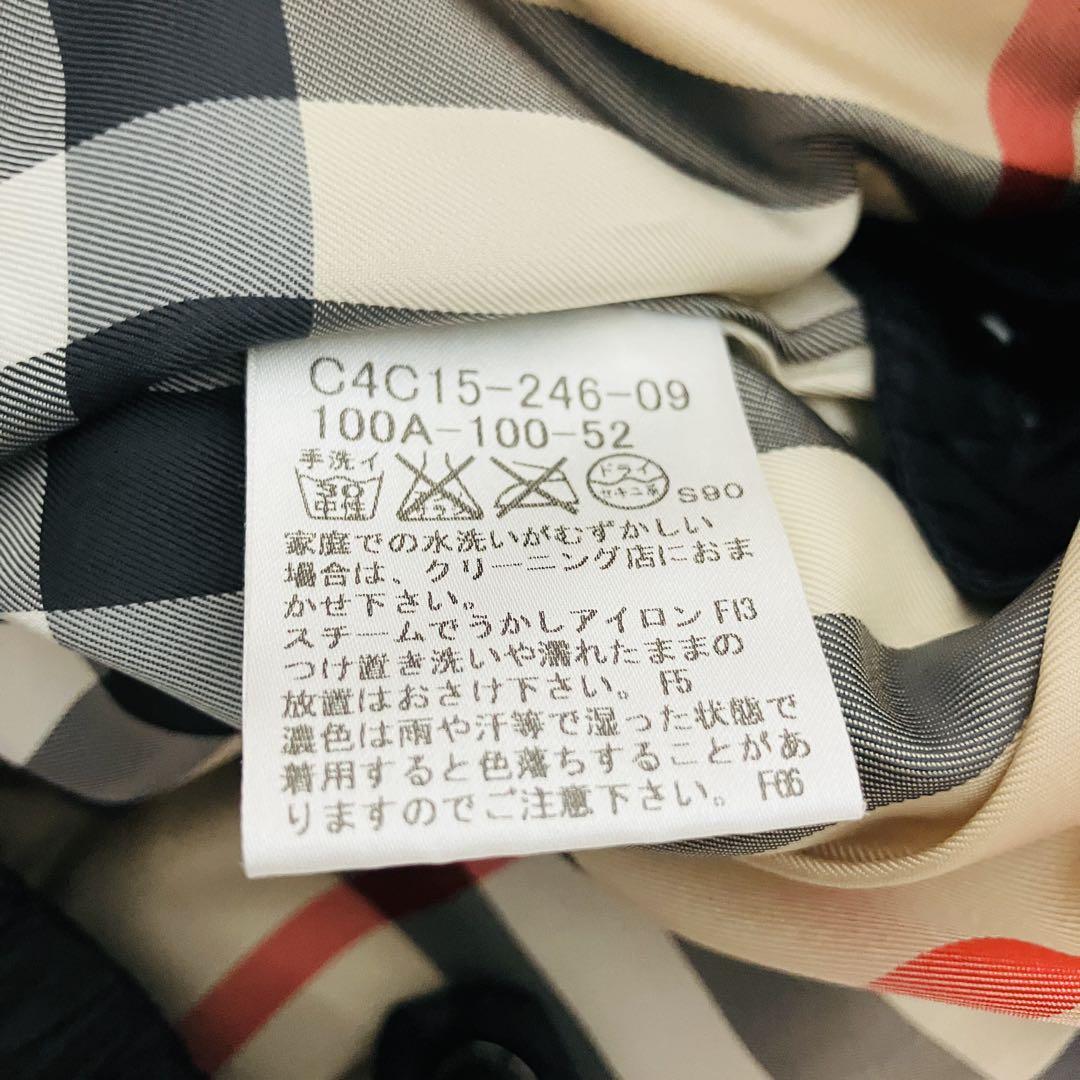 C4C15-246-09
100A-100-52
手洗イ
30
中性
エンソ
サラシ
ドライ
セキユ系
S90
家庭での水洗いがむずかしい
場合は、クリーニング店におま
かせ下さい。
スチームでうかしアイロン F13
つけ置き洗いや濡れたままの
放置はおさけ下さい。 F5
濃色は雨や汗等で湿った状態で
着用すると色落ちすることがあ
りますのでご注意下さい。 F66